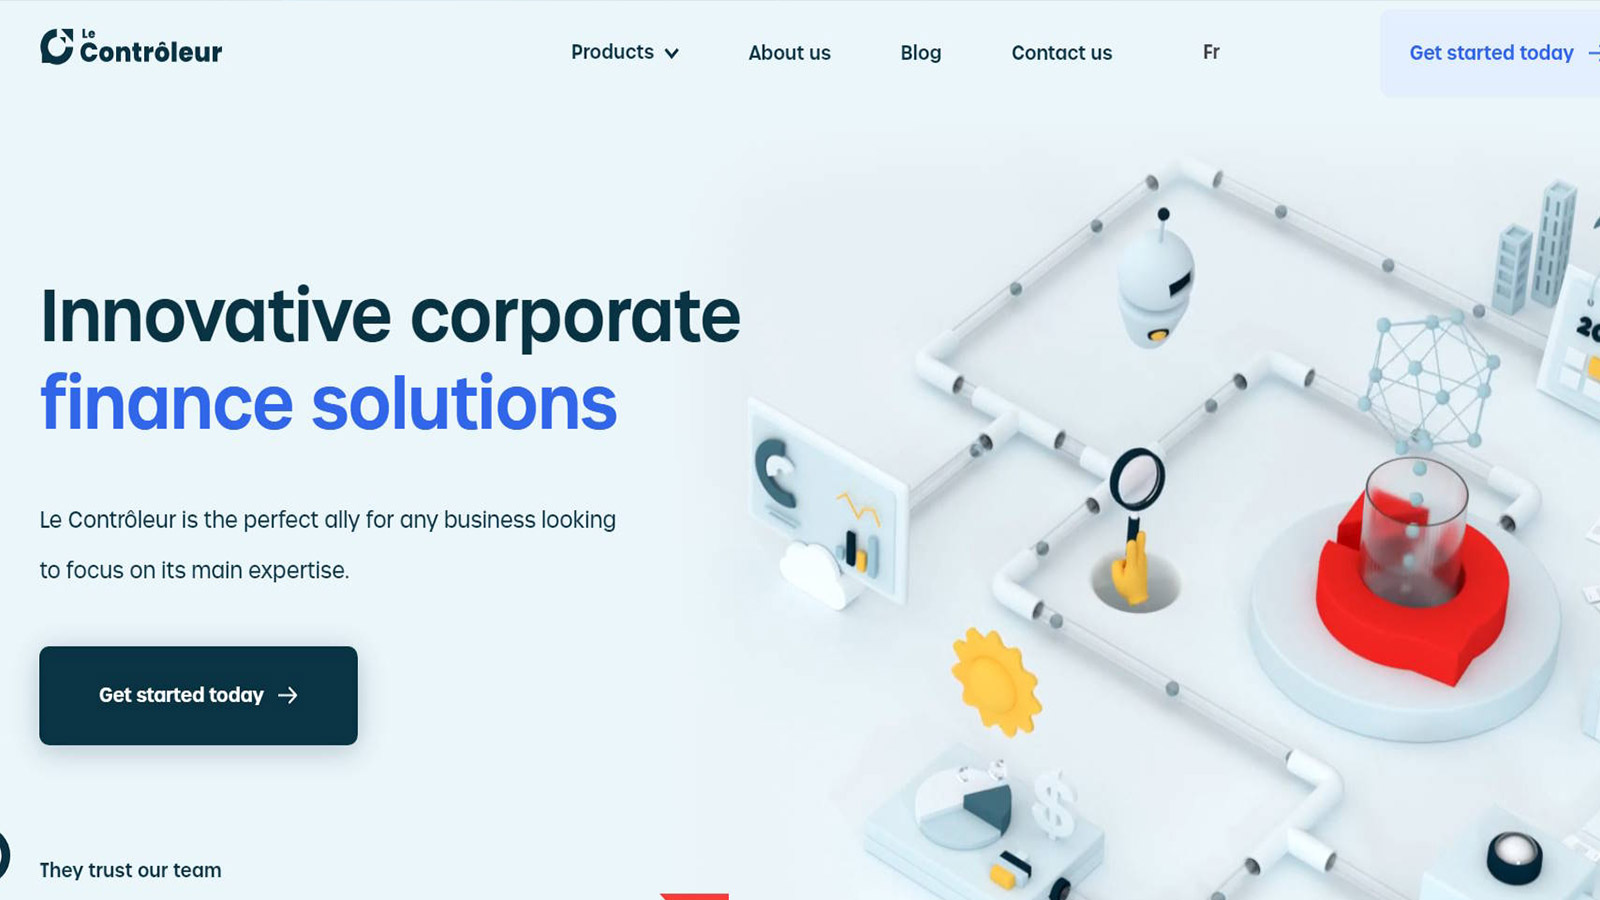 Le
Contrôleur
Products
About us
Blog
Contact us
Fr
Get started today
Innovative corporate
finance solutions
Le Contrôleur is the perfect ally for any business looking
to focus on its main expertise.
Get started today
They trust our team
20
$